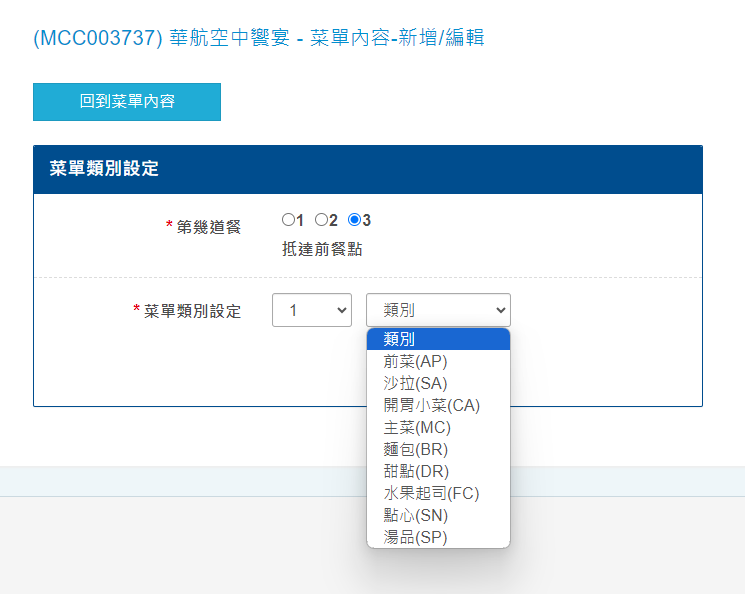 (MCC003737) 華航空中饗宴 - 菜單內容-新增/編輯
回到菜單內容
菜單類別設定
*第幾道餐 1 2 3
抵達前餐點
*菜單類別設定 1 類別
類別
前菜(AP)
沙拉(SA)
開胃小菜(CA)
主菜(MC)
麵包(BR)
甜點(DR)
水果起司(FC)
點心(SN)
湯品(SP)